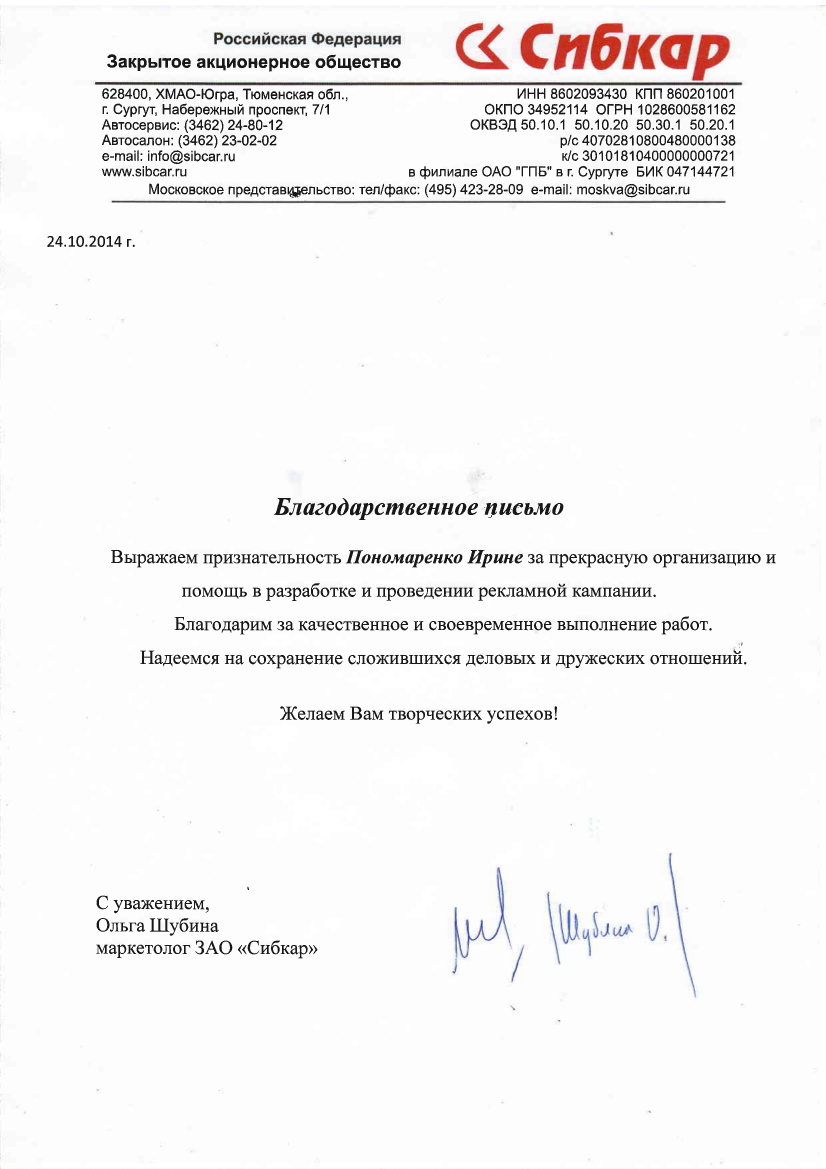 Российская Федерация
Закрытое акционерное общество
Сибкар
628400, ХМАО-Югра, Тюменская обл.,
г. Сургут, Набережный проспект, 7/1
Автосервис: (3462) 24-80-12
Автосалон: (3462) 23-02-02
e-mail: info@sibcar.ru
www.sibcar.ru
ИНН 8602093430 КПП 860201001
ОКПО 34952114 ОГРН 1028600581162
ОКВЭД 50.10.1 50.10.20 50.30.1 50.20.1
р/с 40702810800480000138
к/с 30101810400000000721
в филиале ОАО "ГПБ" в г. Сургуте БИК 047144721
Московское представительство: тел/факс: (495) 423-28-09 e-mail: moskva@sibcar.ru
24.10.2014 г.
Благодарственное письмо
Выражаем признательность Пономаренко Ирине за прекрасную организацию и
помощь в разработке и проведении рекламной кампании.
Благодарим за качественное и своевременное выполнение работ.
Надеемся на сохранение сложившихся деловых и дружеских отношений.
Желаем Вам творческих успехов!
С уважением,
Ольга Шубина
маркетолог ЗАО «Сибкар»
/Шубина О./